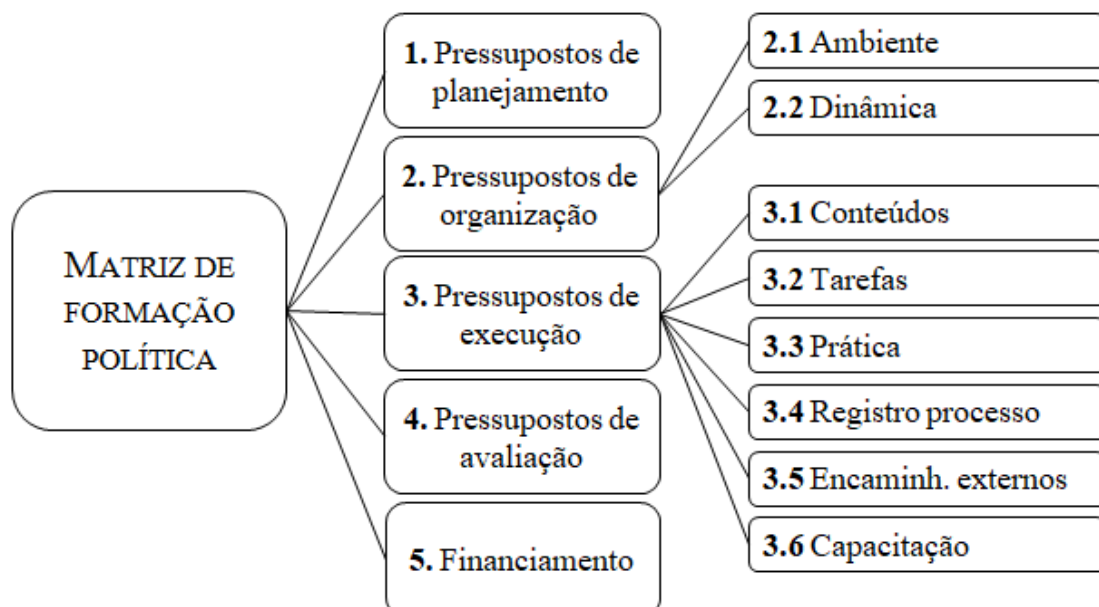 MATRIZ DE
FORMAÇÃO
POLÍTICA
1. Pressupostos de
planejamento
2. Pressupostos de
organização
3. Pressupostos de
execução
4. Pressupostos de
avaliação
5. Financiamento
2.1 Ambiente
2.2 Dinâmica
3.1 Conteúdos
3.2 Tarefas
3.3 Prática
3.4 Registro processo
3.5 Encaminh. externos
3.6 Capacitação